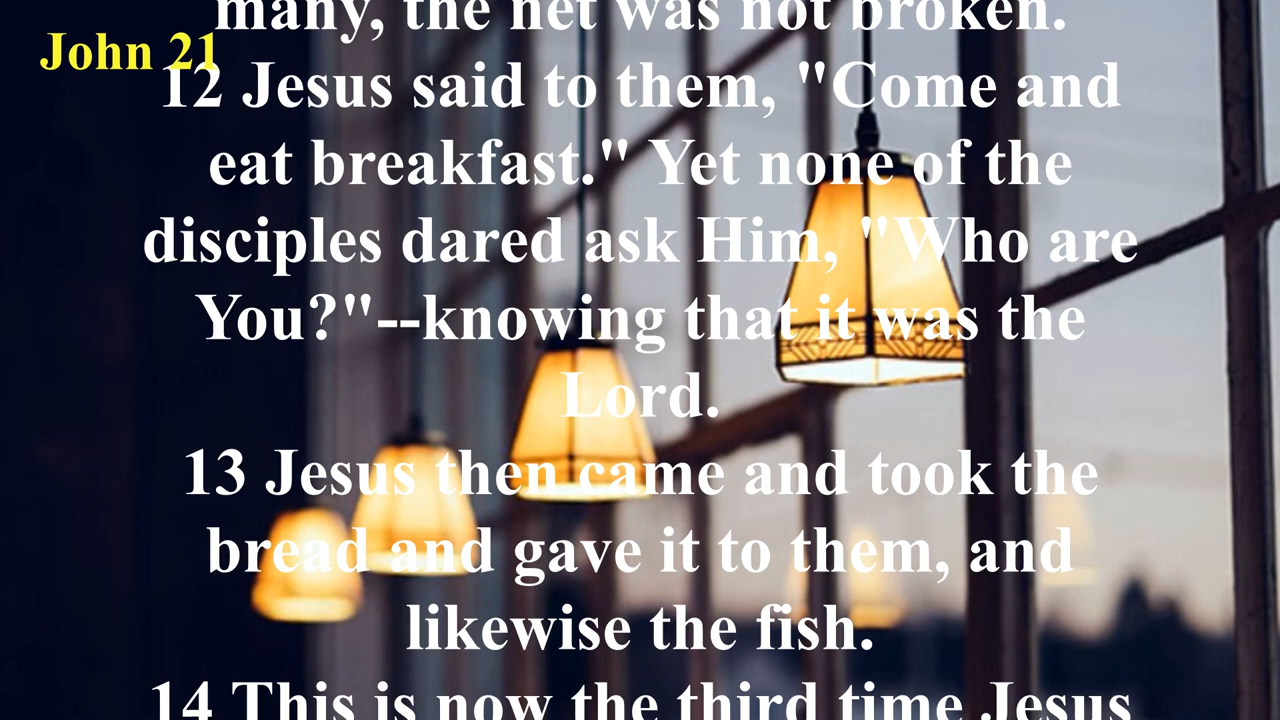 many, the net was not broken.
John 21
12 Jesus said to them, "Come and
eat breakfast." Yet none of the
disciples dared ask Him, "Who are
You?"--knowing that it was the
Lord.
13 Jesus then came and took the
bread and gave it to them, and
likewise the fish.
14 This is now the third time Jesus